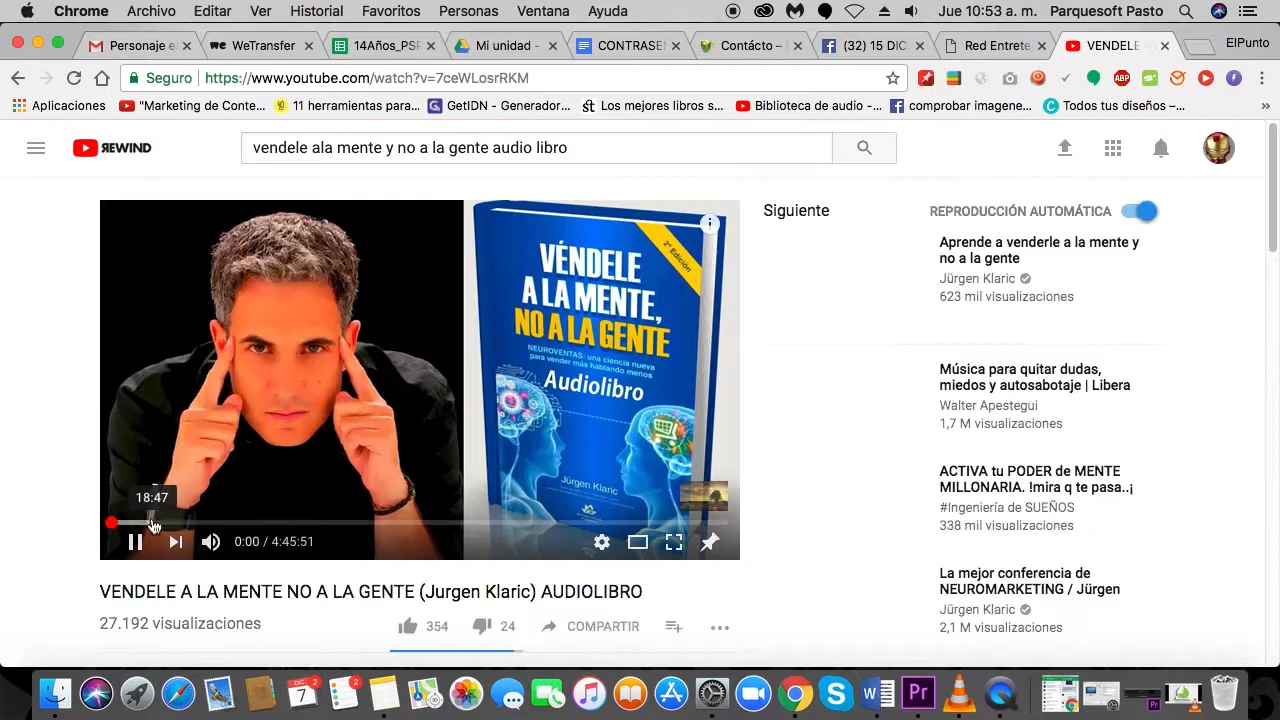 Chrome Archivo Editar Ver Historial Favoritos Personas Ventana Ayuda Jue 10:53 a. m. Parquesoft Pasto
Personaje e WeTransfer 14Años_PSP Mi unidad - CONTRASEÑ Contácto – (32) 15 DIC Red Entrete VENDELE ElPunto
Seguro https://www.youtube.com/watch?v=7ceWLosrRKM
Aplicaciones "Marketing de Conte... 11 herramientas para... GetIDN - Generador... Los mejores libros s... Biblioteca de audio -... comprobar imagene... Todos tus diseños –... »
REWIND
vendele ala mente y no a la gente audio libro
Siguiente
REPRODUCCIÓN AUTOMÁTICA
2ª Edición
VÉNDELE
A LA MENTE,
NO A LA GENTE
NEUROVENTAS: una ciencia nueva
para vender más hablando menos
Audiolibro
Jürgen Klaric
18:47
0:00 / 4:45:51
VENDELE A LA MENTE NO A LA GENTE (Jurgen Klaric) AUDIOLIBRO
27.192 visualizaciones
354 24 COMPARTIR
Aprende a venderle a la mente y
no a la gente
Jürgen Klaric
623 mil visualizaciones
Música para quitar dudas,
miedos y autosabotaje | Libera
Walter Apestegui
1,7 M visualizaciones
ACTIVA tu PODER de MENTE
MILLONARIA. !mira q te pasa..¡
#Ingeniería de SUEÑOS
338 mil visualizaciones
La mejor conferencia de
NEUROMARKETING / Jürgen
Jürgen Klaric
2,1 M visualizaciones
DIC 2 2
7
Pr